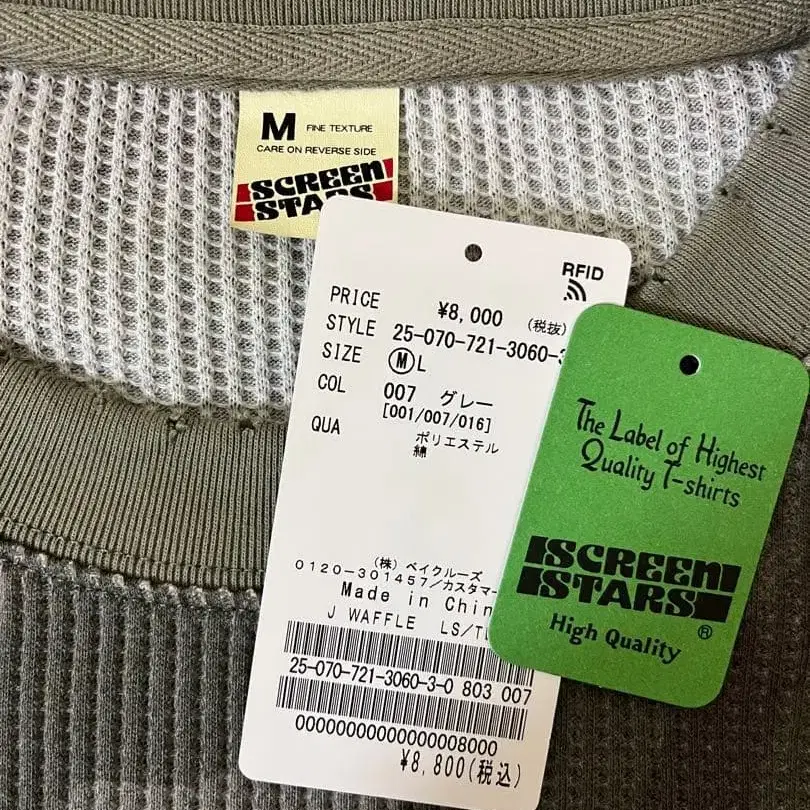 M FINE TEXTURE
CARE ON REVERSE SIDE
SCREEN
STARS
RFID
PRICE ¥8,000 (税抜)
STYLE 25-070-721-3060-3
SIZE Ⓜ L
COL 007 グレー
[001/007/016]
QUA ポリエステル
綿
(株) ベイクルーズ
0120-301457/カスタマー
Made in Chin
J WAFFLE LS/
25-070-721-3060-3-0 803 007
00000000000000008000
¥8,800(税込)
The Label of Highest
Quality T-shirts
SCREEN
STARS
®
High Quality